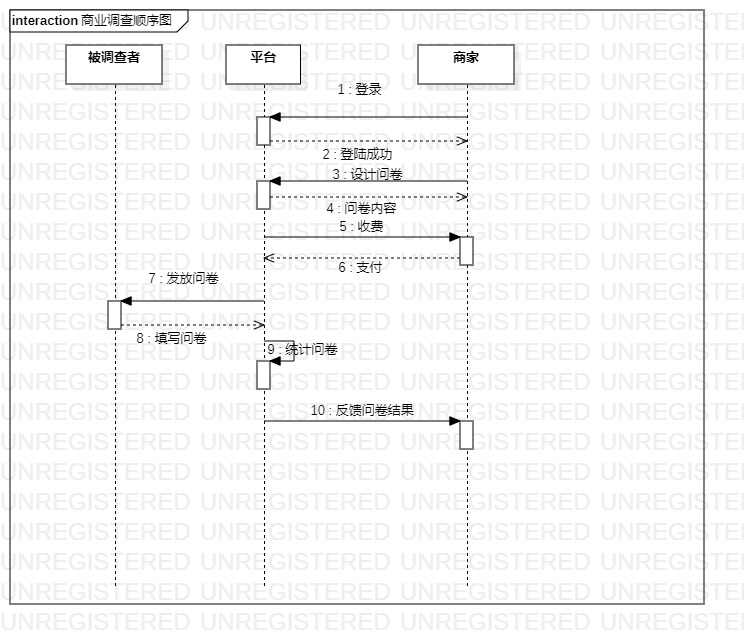 interaction 商业调查顺序图
被调查者 平台 商家
1 : 登录
2 : 登陆成功
3 : 设计问卷
4 : 问卷内容
5 : 收费
6 : 支付
7 : 发放问卷
8 : 填写问卷
9 : 统计问卷
10 : 反馈问卷结果
UNREGISTERED